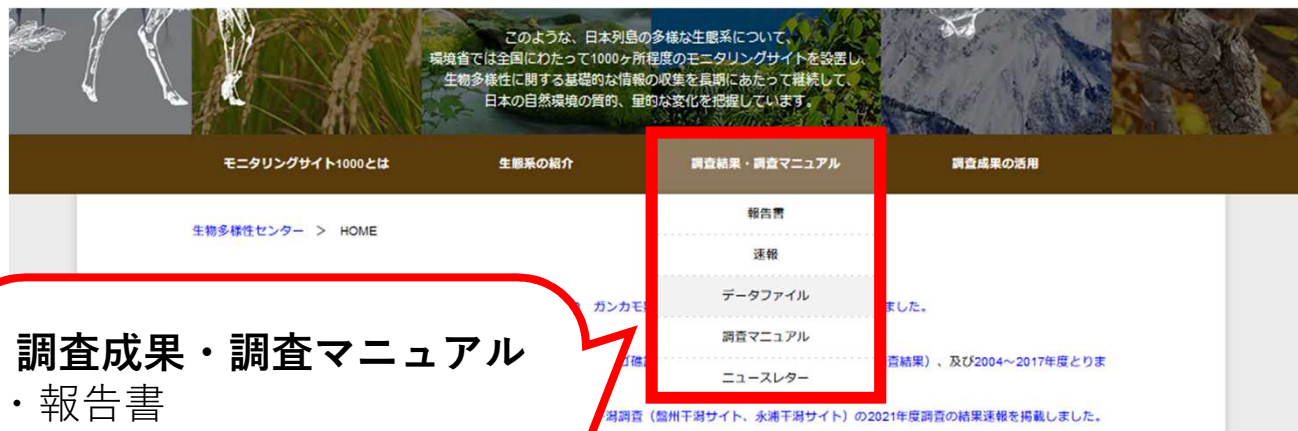 このような、日本列島の多様な生態系について、
環境省では全国にわたって1000ヶ所程度のモニタリングサイトを設置し、
生物多様性に関する基礎的な情報の収集を長期にあたって継続して、
日本の自然環境の質的、量的な変化を把握しています。
モニタリングサイト1000とは 生態系の紹介 調査結果・調査マニュアル 調査成果の活用
報告書
生物多様性センター > HOME
速報
データファイル
ガンカモ ました。
調査マニュアル
査結果）、及び2004～2017年度とりま
ニュースレター
潟調査（盤州干潟サイト、永浦干潟サイト）の2021年度調査の結果速報を掲載しました。
調査成果・調査マニュアル
・報告書